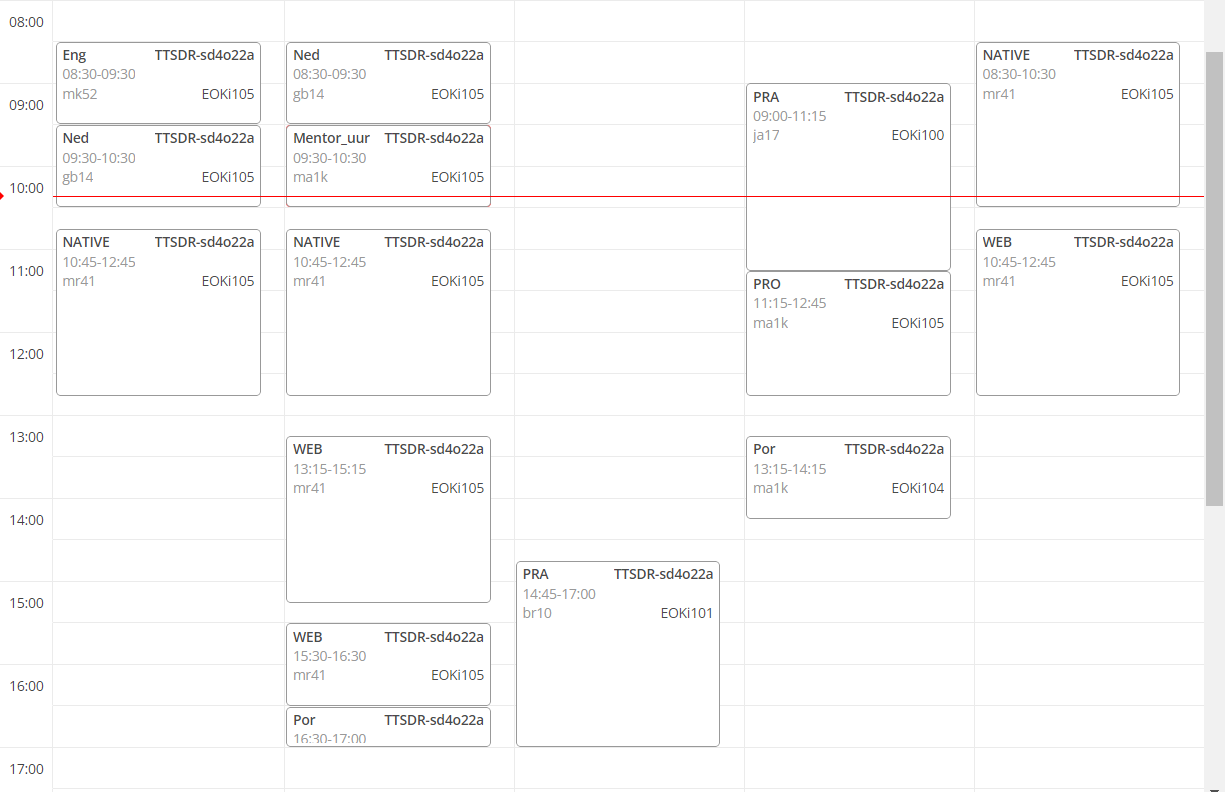 08:00
09:00
10:00
11:00
12:00
13:00
14:00
15:00
16:00
17:00
Eng TTSDR-sd4o22a
08:30-09:30
mk52 EOKi105
Ned TTSDR-sd4o22a
09:30-10:30
gb14 EOKi105
NATIVE TTSDR-sd4o22a
10:45-12:45
mr41 EOKi105
Ned TTSDR-sd4o22a
08:30-09:30
gb14 EOKi105
Mentor_uur TTSDR-sd4o22a
09:30-10:30
ma1k EOKi105
NATIVE TTSDR-sd4o22a
10:45-12:45
mr41 EOKi105
WEB TTSDR-sd4o22a
13:15-15:15
mr41 EOKi105
WEB TTSDR-sd4o22a
15:30-16:30
mr41 EOKi105
Por TTSDR-sd4o22a
16:30-17:00
PRA TTSDR-sd4o22a
14:45-17:00
br10 EOKi101
PRA TTSDR-sd4o22a
09:00-11:15
ja17 EOKi100
PRO TTSDR-sd4o22a
11:15-12:45
ma1k EOKi105
Por TTSDR-sd4o22a
13:15-14:15
ma1k EOKi104
NATIVE TTSDR-sd4o22a
08:30-10:30
mr41 EOKi105
WEB TTSDR-sd4o22a
10:45-12:45
mr41 EOKi105